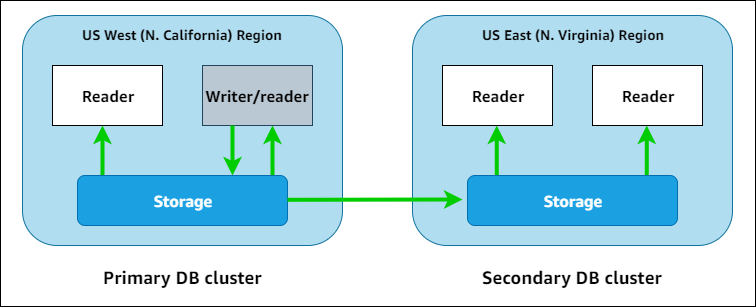 US West (N. California) Region
US East (N. Virginia) Region
Reader
Writer/reader
Reader
Reader
Storage
Storage
Primary DB cluster
Secondary DB cluster